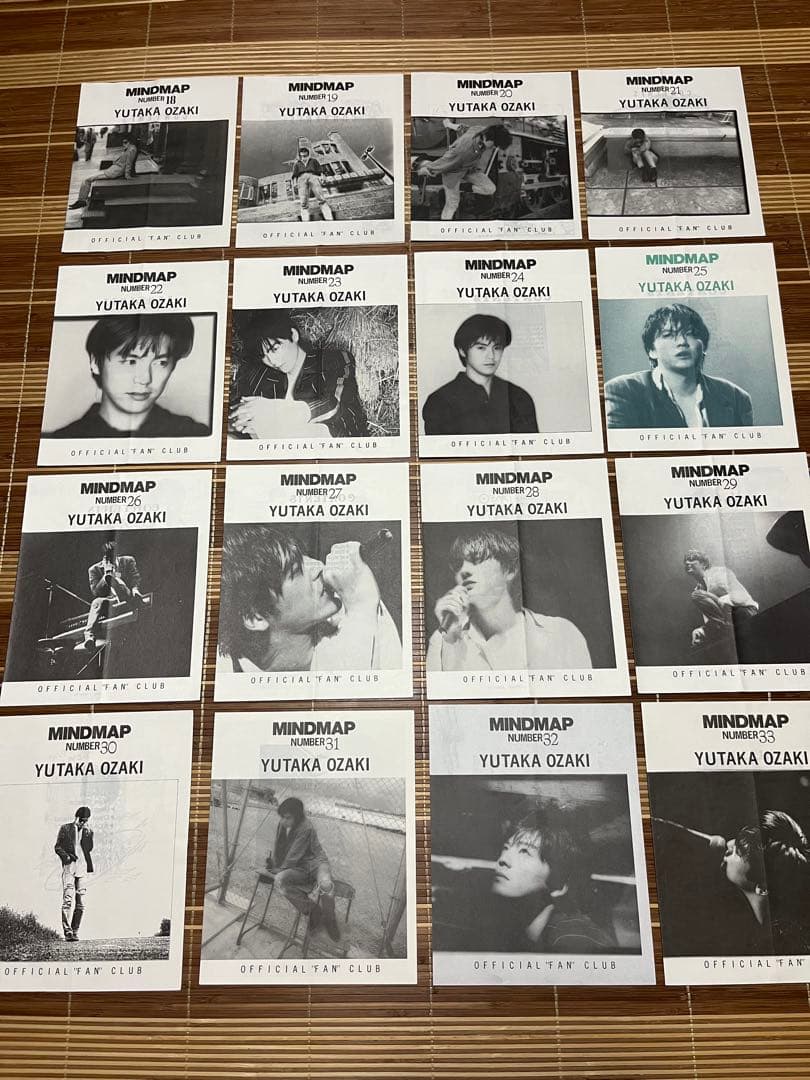 MINDMAP
NUMBER 18
YUTAKA OZAKI
OFFICIAL "FAN" CLUB
MINDMAP
NUMBER 19
YUTAKA OZAKI
OFFICIAL "FAN" CLUB
MINDMAP
NUMBER 20
YUTAKA OZAKI
OFFICIAL "FAN" CLUB
MINDMAP
NUMBER 21
YUTAKA OZAKI
OFFICIAL "FAN" CLUB
MINDMAP
NUMBER 22
YUTAKA OZAKI
OFFICIAL "FAN" CLUB
MINDMAP
NUMBER 23
YUTAKA OZAKI
OFFICIAL "FAN" CLUB
MINDMAP
NUMBER 24
YUTAKA OZAKI
OFFICIAL "FAN" CLUB
MINDMAP
NUMBER 25
YUTAKA OZAKI
OFFICIAL "FAN" CLUB
MINDMAP
NUMBER 26
YUTAKA OZAKI
OFFICIAL "FAN" CLUB
MINDMAP
NUMBER 27
YUTAKA OZAKI
OFFICIAL "FAN" CLUB
MINDMAP
NUMBER 28
YUTAKA OZAKI
OFFICIAL "FAN" CLUB
MINDMAP
NUMBER 29
YUTAKA OZAKI
OFFICIAL "FAN" CLUB
MINDMAP
NUMBER 30
YUTAKA OZAKI
OFFICIAL "FAN" CLUB
MINDMAP
NUMBER 31
YUTAKA OZAKI
OFFICIAL "FAN" CLUB
MINDMAP
NUMBER 32
YUTAKA OZAKI
OFFICIAL "FAN" CLUB
MINDMAP
NUMBER 33
YUTAKA OZAKI
OFFICIAL "FAN"